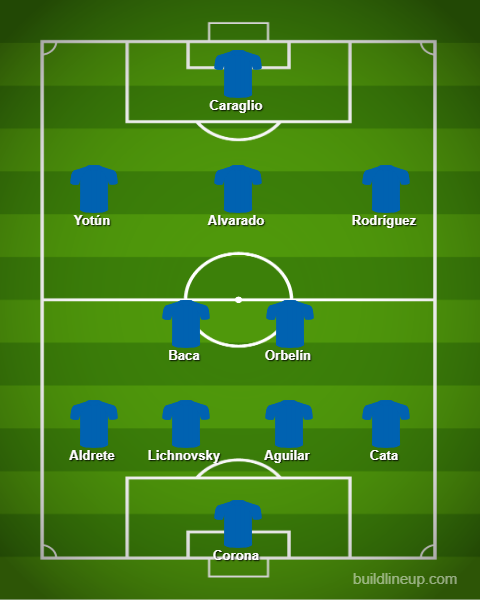 Caraglio
Yotún
Alvarado
Rodríguez
Baca
Orbelín
Aldrete
Lichnovsky
Aguilar
Cata
Corona
buildlineup.com